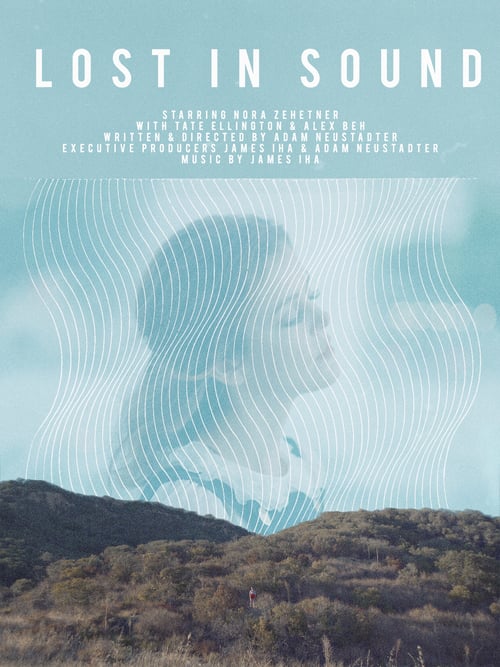 LOST IN SOUND
STARRING NORA ZEHETNER
WITH TATE ELLINGTON & ALEX BEH
WRITTEN & DIRECTED BY ADAM NEUSTADTER
EXECUTIVE PRODUCERS JAMES IHA & ADAM NEUSTADTER
MUSIC BY JAMES IHA